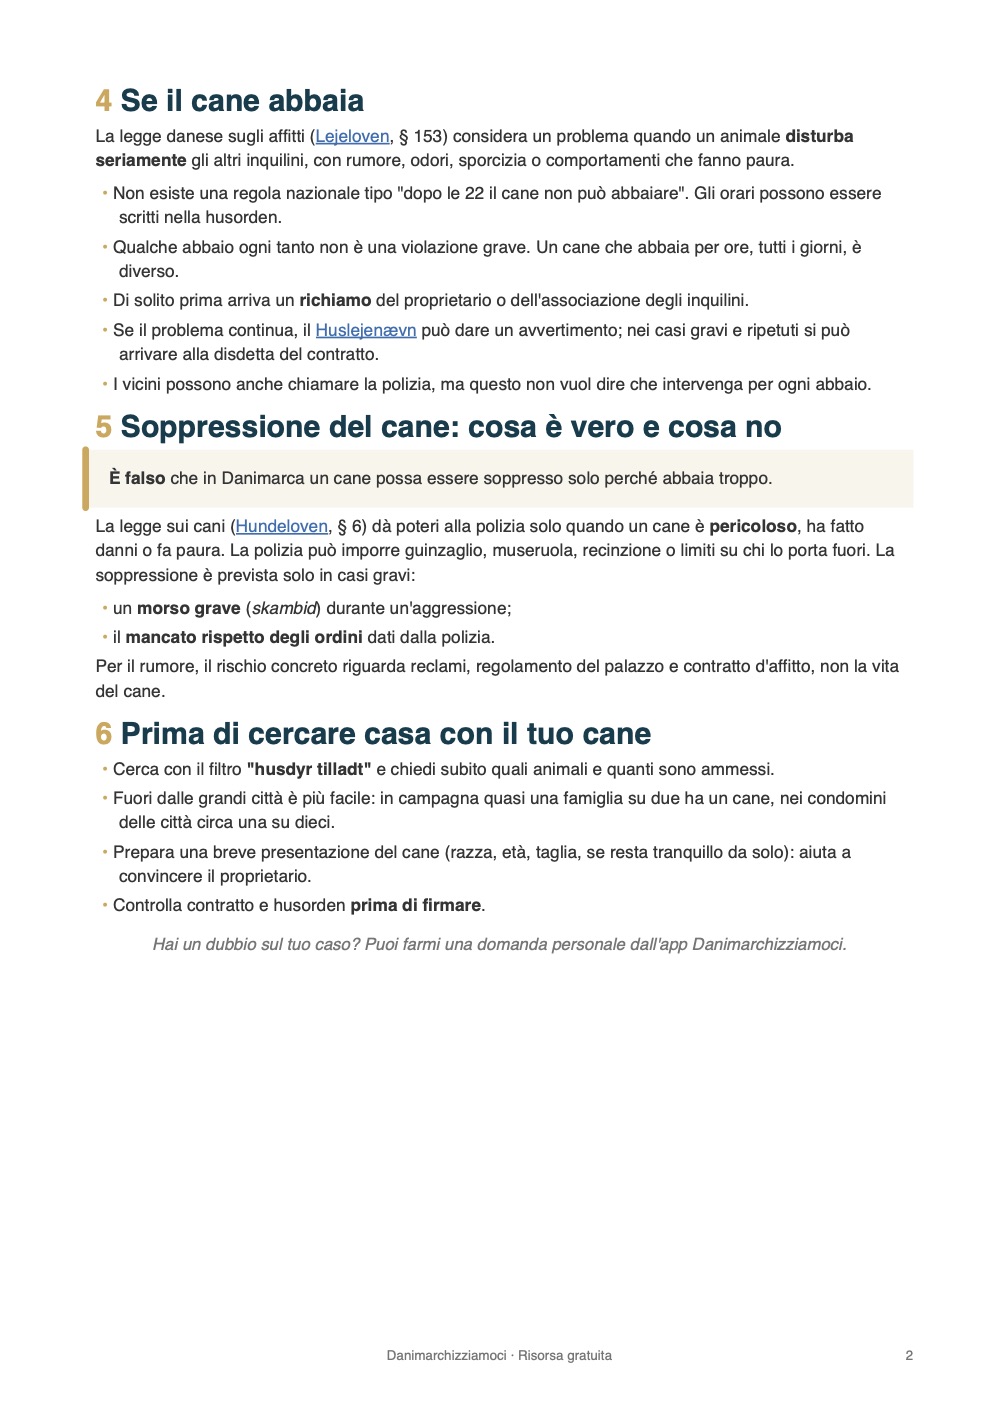 4 Se il cane abbaia
La legge danese sugli affitti (Lejeloven, § 153) considera un problema quando un animale disturba
seriamente gli altri inquilini, con rumore, odori, sporcizia o comportamenti che fanno paura.
• Non esiste una regola nazionale tipo "dopo le 22 il cane non può abbaiare". Gli orari possono essere
scritti nella husorden.
• Qualche abbaio ogni tanto non è una violazione grave. Un cane che abbaia per ore, tutti i giorni, è
diverso.
• Di solito prima arriva un richiamo del proprietario o dell'associazione degli inquilini.
• Se il problema continua, il Huslejenævn può dare un avvertimento; nei casi gravi e ripetuti si può
arrivare alla disdetta del contratto.
• I vicini possono anche chiamare la polizia, ma questo non vuol dire che intervenga per ogni abbaio.
5 Soppressione del cane: cosa è vero e cosa no
È falso che in Danimarca un cane possa essere soppresso solo perché abbaia troppo.
La legge sui cani (Hundeloven, § 6) dà poteri alla polizia solo quando un cane è pericoloso, ha fatto
danni o fa paura. La polizia può imporre guinzaglio, museruola, recinzione o limiti su chi lo porta fuori. La
soppressione è prevista solo in casi gravi:
• un morso grave (skambid) durante un'aggressione;
• il mancato rispetto degli ordini dati dalla polizia.
Per il rumore, il rischio concreto riguarda reclami, regolamento del palazzo e contratto d'affitto, non la vita
del cane.
6 Prima di cercare casa con il tuo cane
• Cerca con il filtro "husdyr tilladt" e chiedi subito quali animali e quanti sono ammessi.
• Fuori dalle grandi città è più facile: in campagna quasi una famiglia su due ha un cane, nei condomini
delle città circa una su dieci.
• Prepara una breve presentazione del cane (razza, età, taglia, se resta tranquillo da solo): aiuta a
convincere il proprietario.
• Controlla contratto e husorden prima di firmare.
Hai un dubbio sul tuo caso? Puoi farmi una domanda personale dall'app Danimarchizziamoci.
Danimarchizziamoci · Risorsa gratuita
2